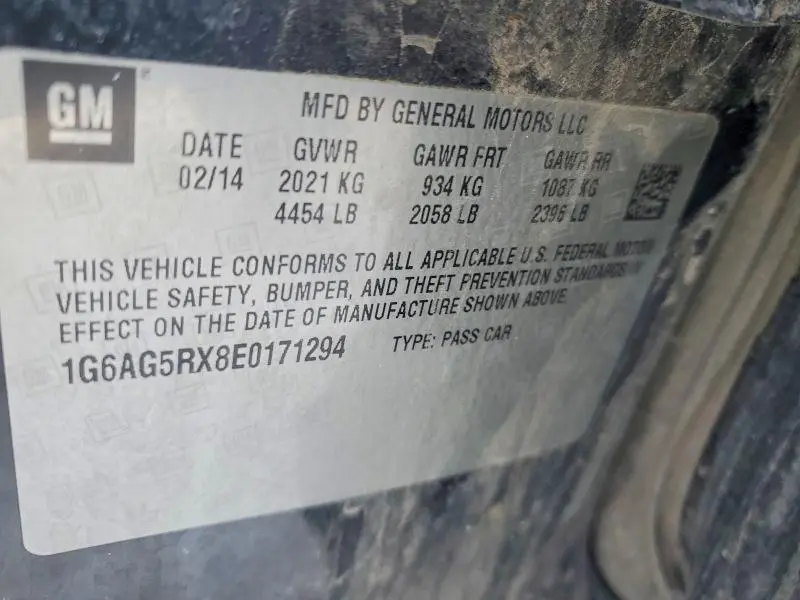 GM
MFD BY GENERAL MOTORS LLC
DATE GVWR GAWR FRT GAWR RR
02/14 2021 KG 934 KG 1087 KG
4454 LB 2058 LB 2396 LB
THIS VEHICLE CONFORMS TO ALL APPLICABLE U.S. FEDERAL MOTOR
VEHICLE SAFETY, BUMPER, AND THEFT PREVENTION STANDARDS IN
EFFECT ON THE DATE OF MANUFACTURE SHOWN ABOVE
1G6AG5RX8E0171294 TYPE: PASS CAR